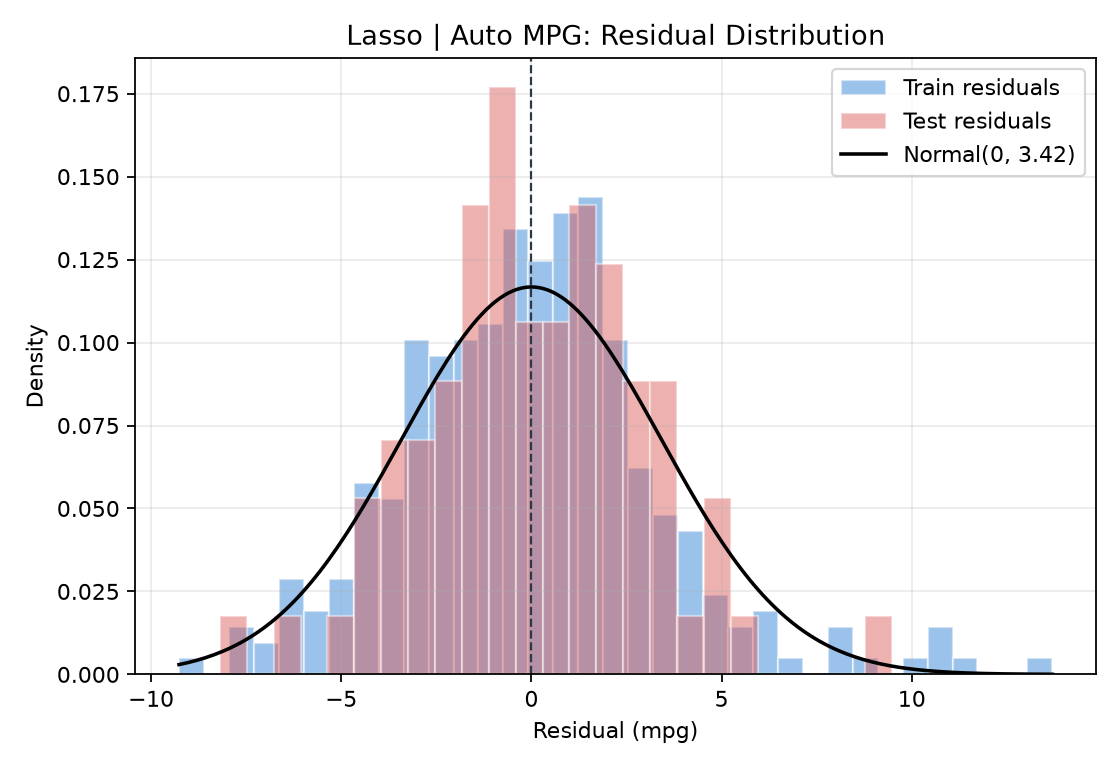 Lasso | Auto MPG: Residual Distribution
Train residuals
Test residuals
Normal(0, 3.42)
Density
0.175
0.150
0.125
0.100
0.075
0.050
0.025
0.000
−10
−5
0
5
10
Residual (mpg)